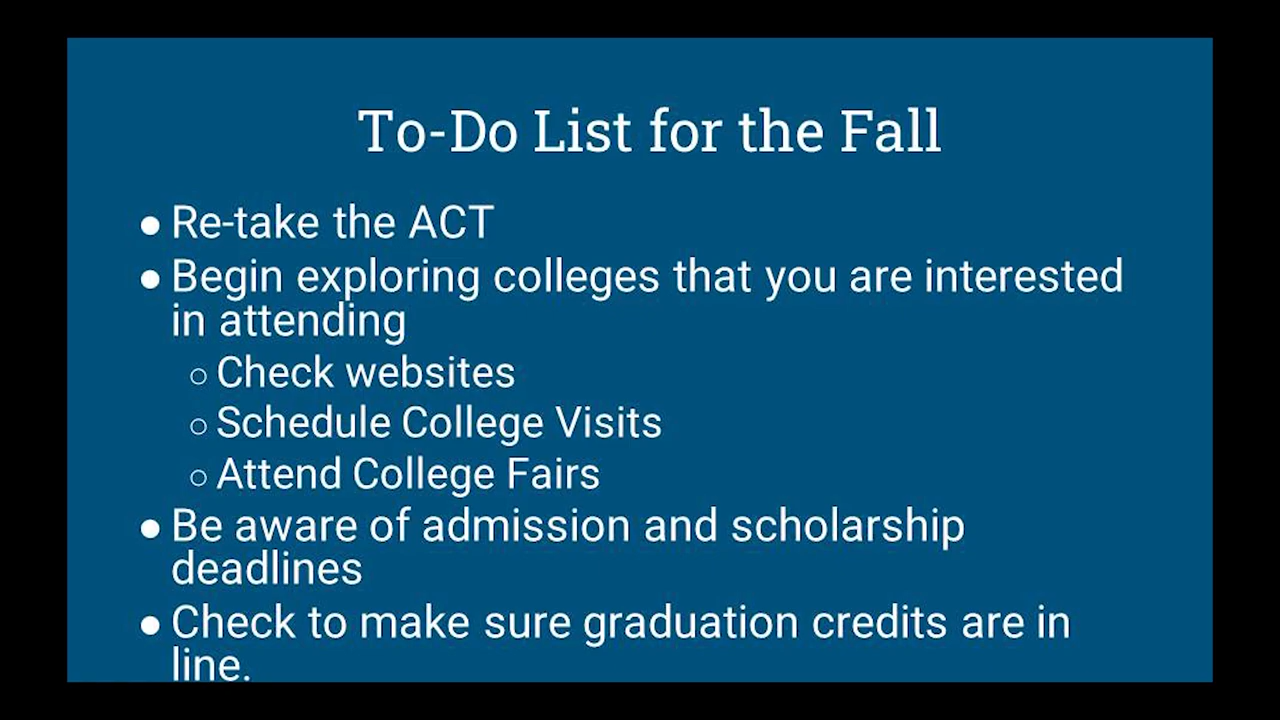 To-Do List for the Fall
● Re-take the ACT
● Begin exploring colleges that you are interested
in attending
○ Check websites
○ Schedule College Visits
○ Attend College Fairs
● Be aware of admission and scholarship
deadlines
● Check to make sure graduation credits are in
line.